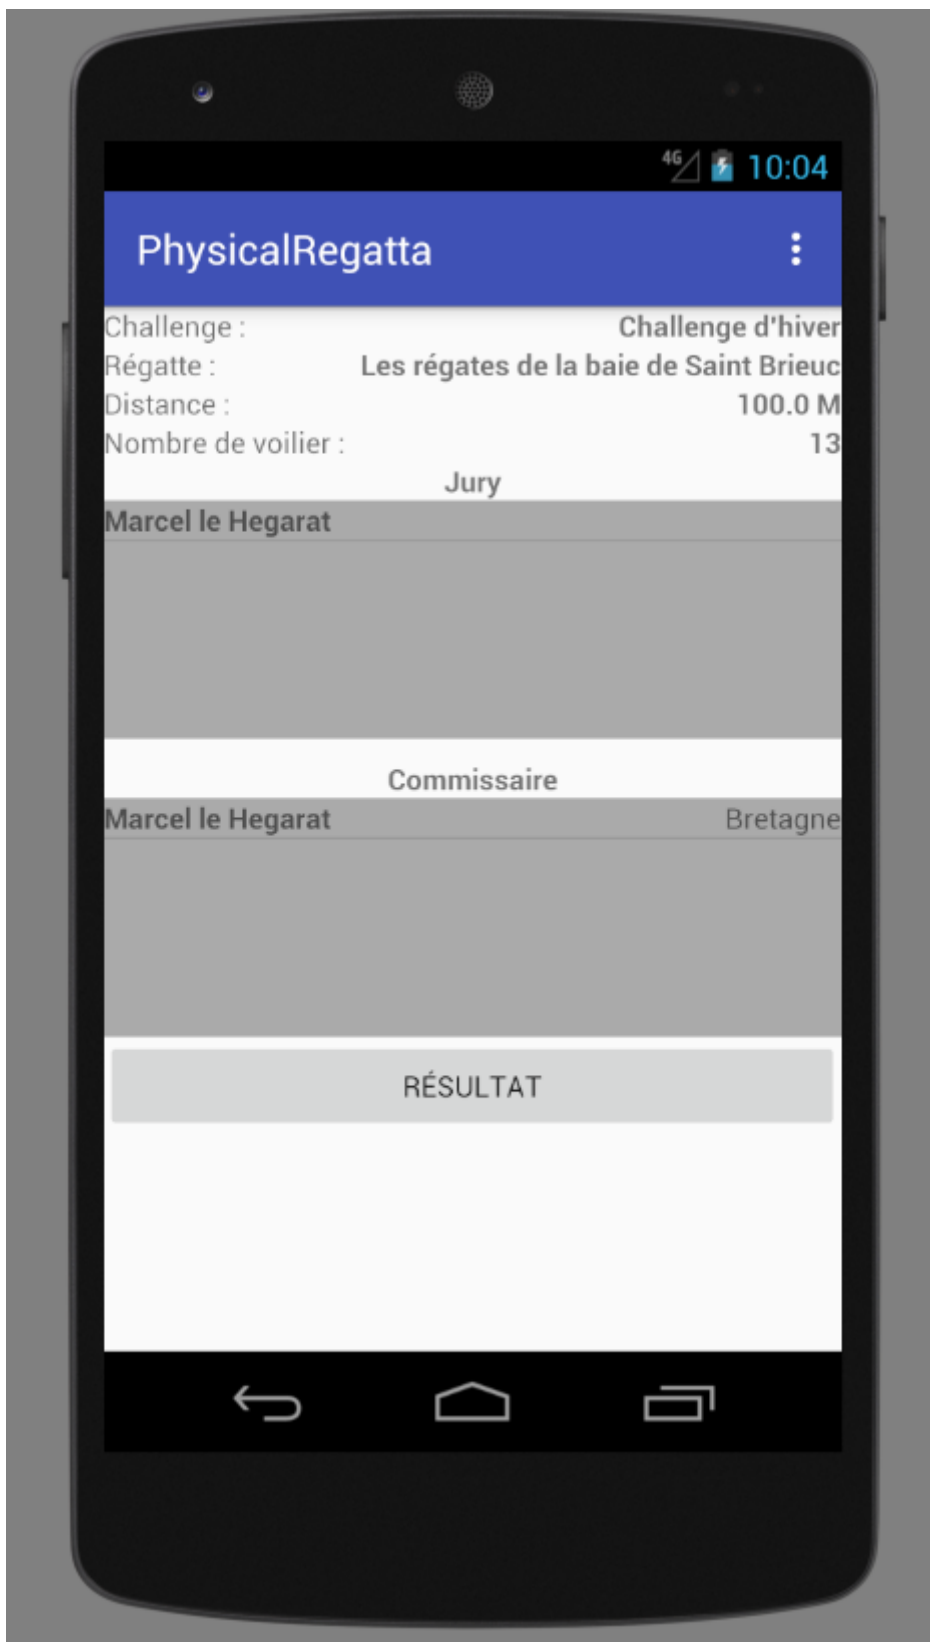 4G 10:04
PhysicalRegatta
Challenge : Challenge d'hiver
Régatte : Les régates de la baie de Saint Brieuc
Distance : 100.0 M
Nombre de voilier : 13
Jury
Marcel le Hegarat
Commissaire
Marcel le Hegarat Bretagne
RÉSULTAT